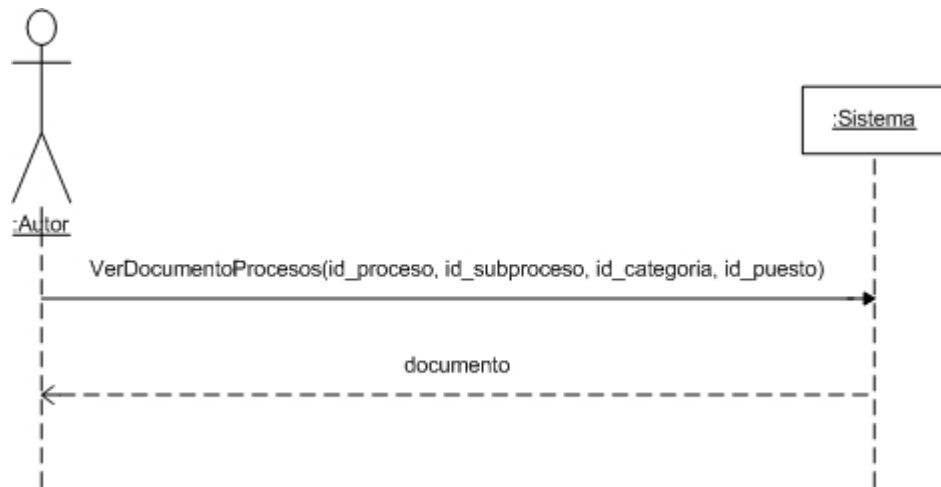 :Sistema
:Autor
VerDocumentoProcesos(id_proceso, id_subproceso, id_categoria, id_puesto)
documento